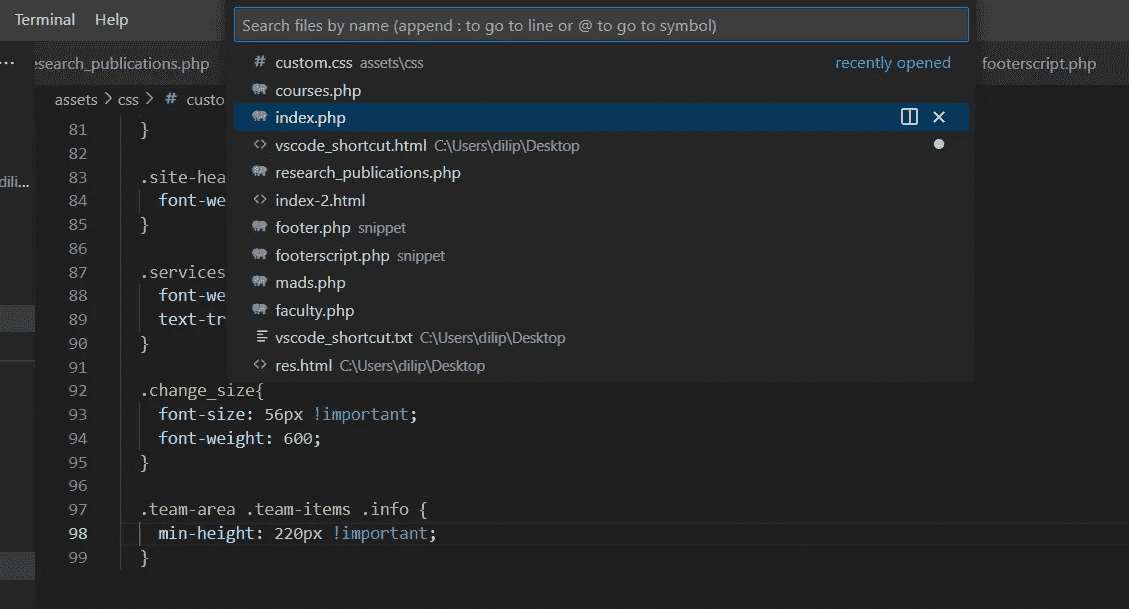 Terminal Help
Search files by name (append : to go to line or @ to go to symbol)
... esearch_publications.php footerscript.php
# custom.css assets\css recently opened
courses.php
index.php
<> vscode_shortcut.html C:\Users\dilip\Desktop
research_publications.php
<> index-2.html
footer.php snippet
footerscript.php snippet
mads.php
faculty.php
vscode_shortcut.txt C:\Users\dilip\Desktop
<> res.html C:\Users\dilip\Desktop
dili...
assets > css > # custo
81 }
82
83 .site-hea
84 font-we
85 }
86
87 .services
88 font-we
89 text-tr
90 }
91
92 .change_size{
93 font-size: 56px !important;
94 font-weight: 600;
95 }
96
97 .team-area .team-items .info {
98 min-height: 220px !important;
99 }